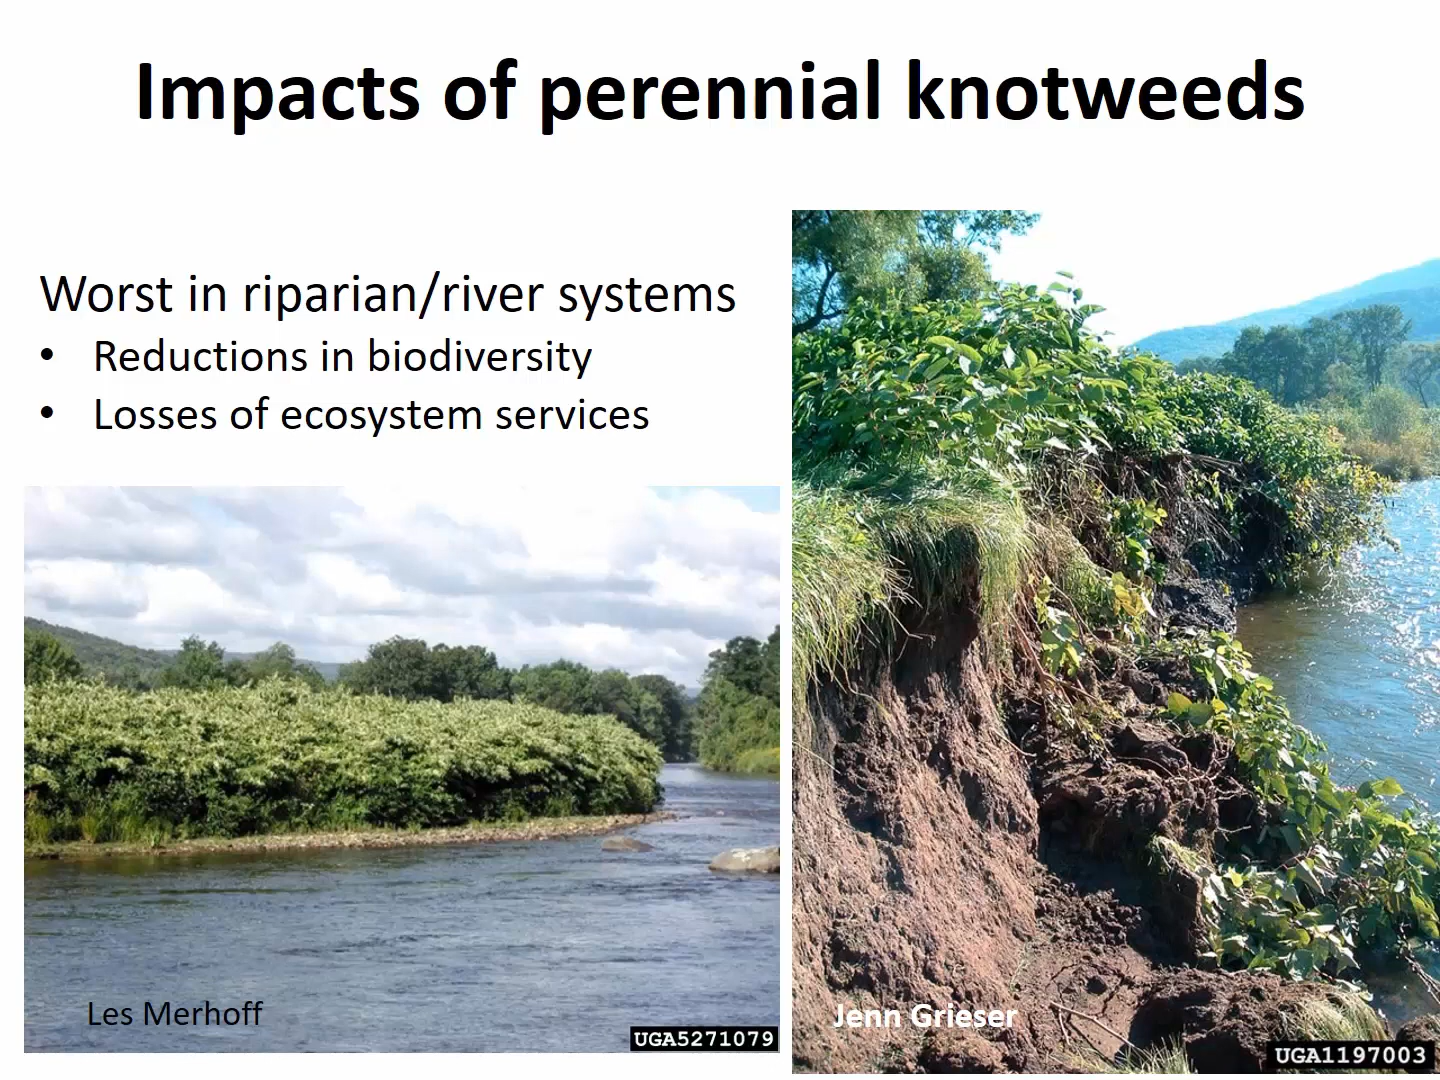 Impacts of perennial knotweeds
Worst in riparian/river systems
• Reductions in biodiversity
• Losses of ecosystem services
Les Merhoff
UGA5271079
Jenn Grieser
UGA1197003